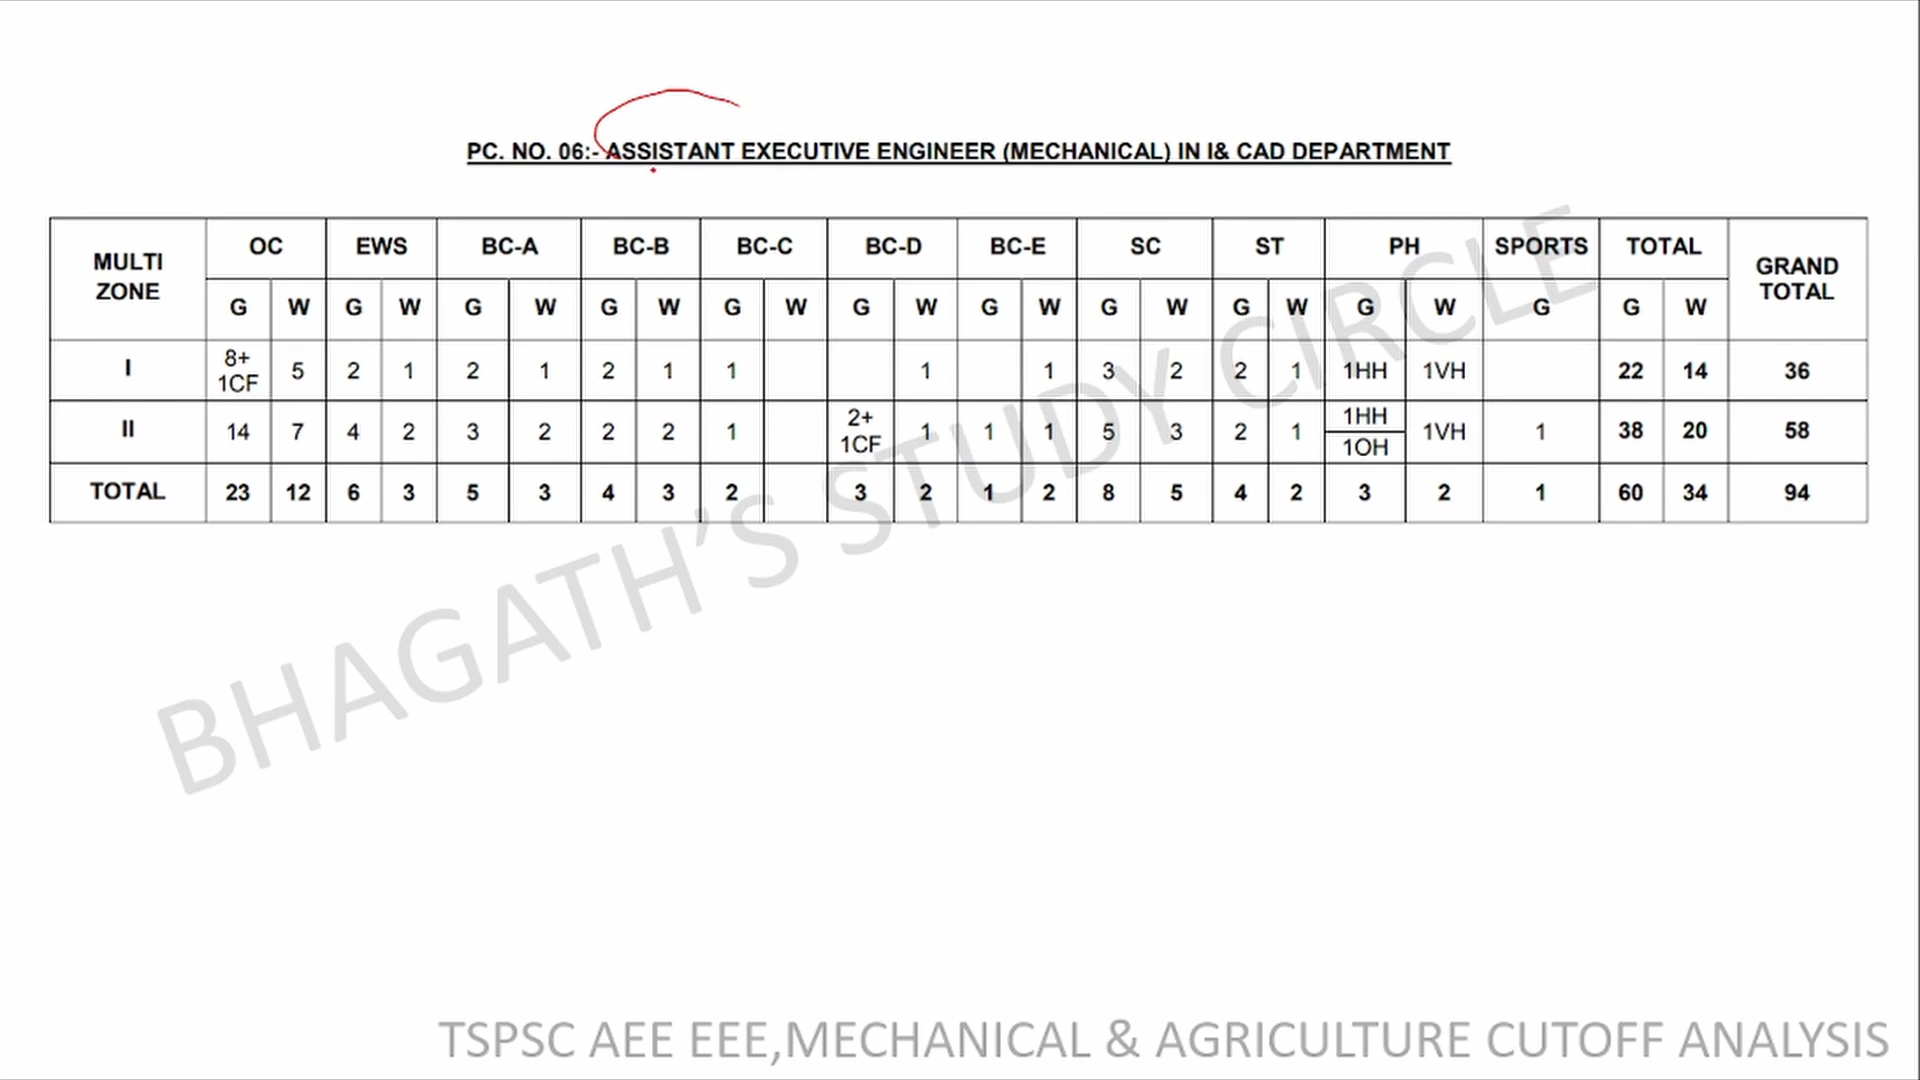 PC. NO. 06:- ASSISTANT EXECUTIVE ENGINEER (MECHANICAL) IN I& CAD DEPARTMENT
MULTI ZONE OC EWS BC-A BC-B BC-C BC-D BC-E SC ST PH SPORTS TOTAL GRAND TOTAL
G W G W G W G W G W G W G W G W G W G W G G W
I 8+ 1CF 5 2 1 2 1 2 1 1 1 1 3 2 2 1 1HH 1VH 22 14 36
II 14 7 4 2 3 2 2 2 1 2+ 1CF 1 1 1 5 3 2 1 1HH 1OH 1VH 1 38 20 58
TOTAL 23 12 6 3 5 3 4 3 2 3 2 1 2 8 5 4 2 3 2 1 60 34 94
BHAGATH'S STUDY CIRCLE
TSPSC AEE EEE,MECHANICAL & AGRICULTURE CUTOFF ANALYSIS